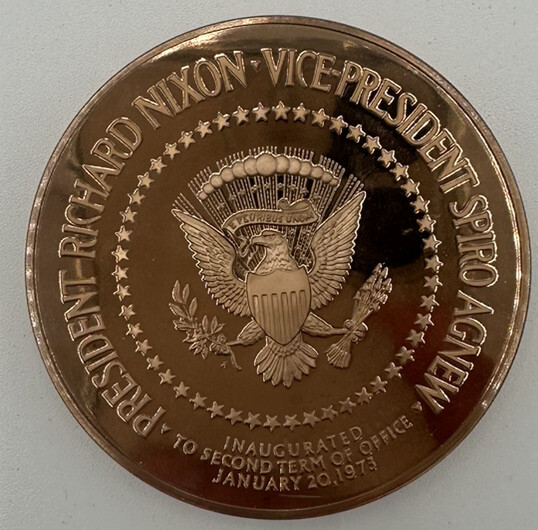 PRESIDENT RICHARD NIXON · VICE-PRESIDENT SPIRO AGNEW
E PLURIBUS UNUM
INAUGURATED
TO SECOND TERM OF OFFICE
JANUARY 20, 1973